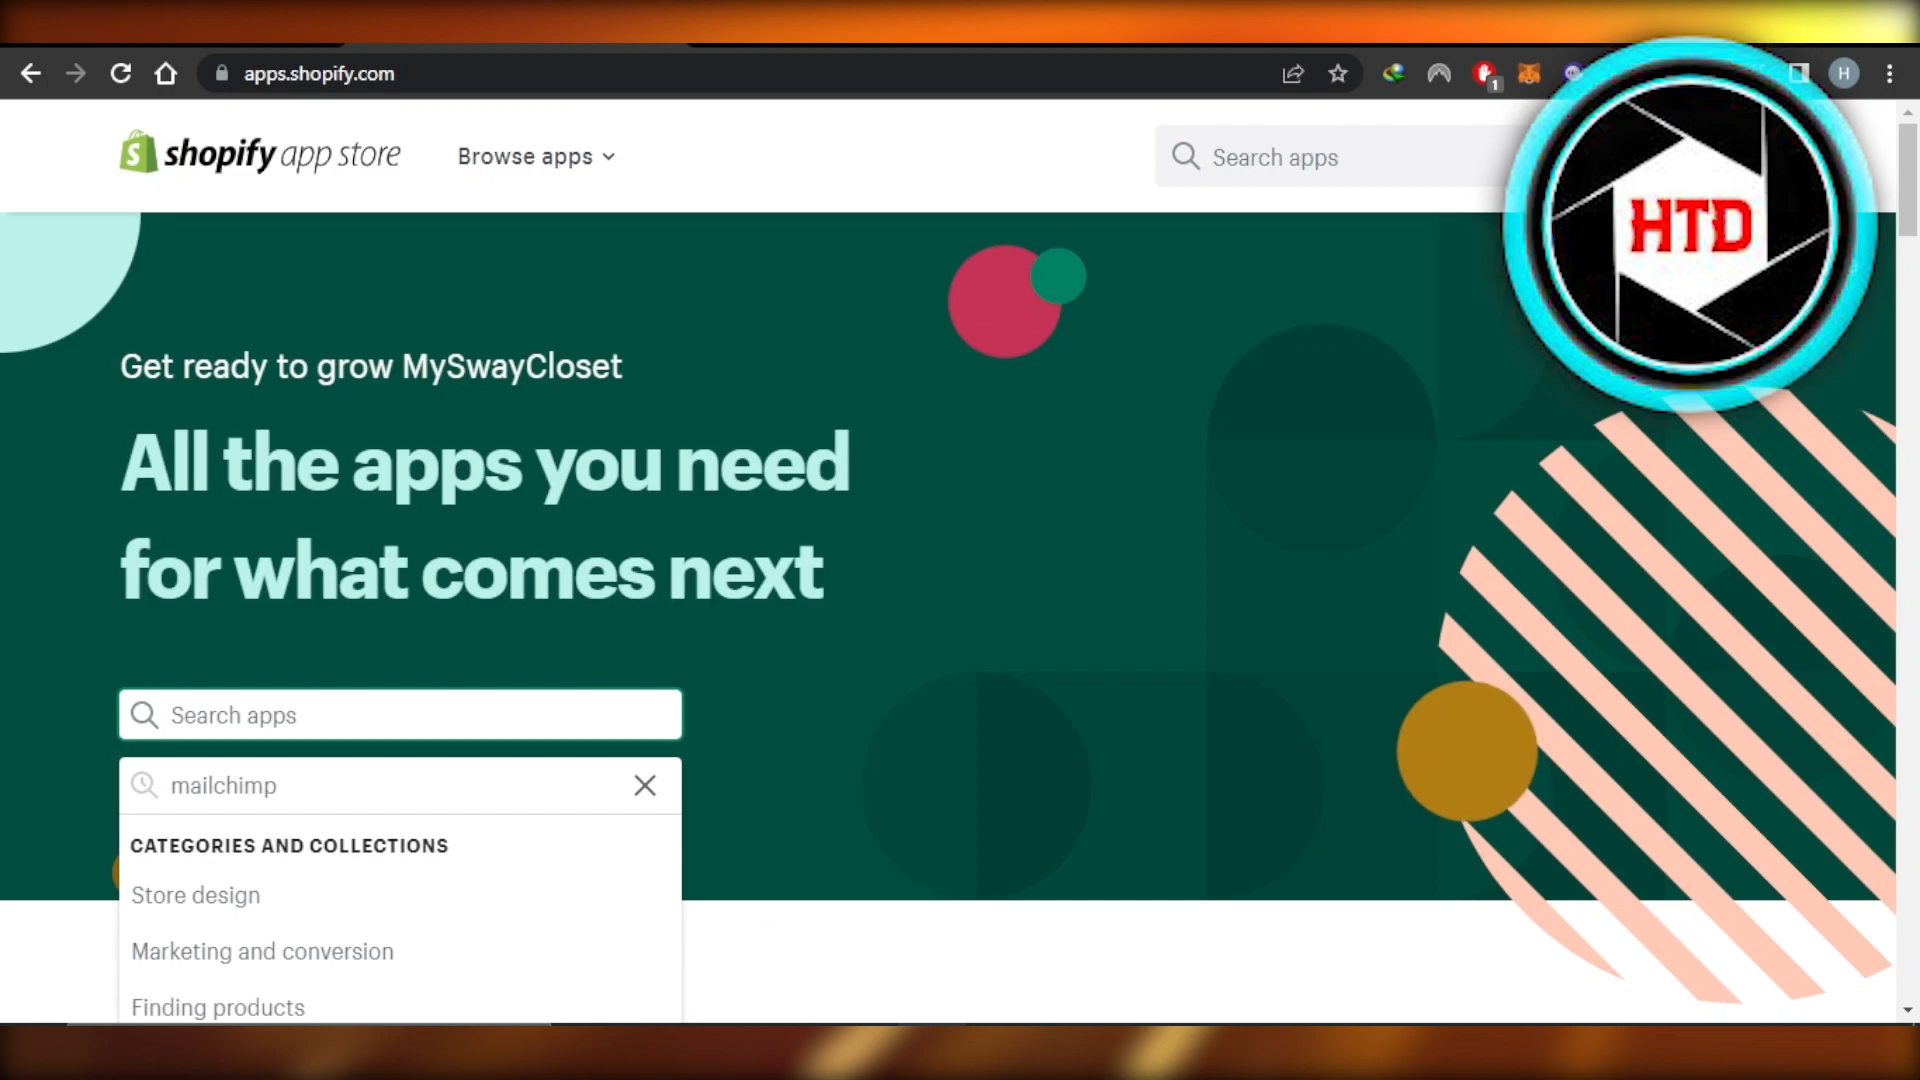 apps.shopify.com
1
H
shopify app store
Browse apps
Search apps
HTD
Get ready to grow MySwayCloset
All the apps you need
for what comes next
Search apps
mailchimp
CATEGORIES AND COLLECTIONS
Store design
Marketing and conversion
Finding products